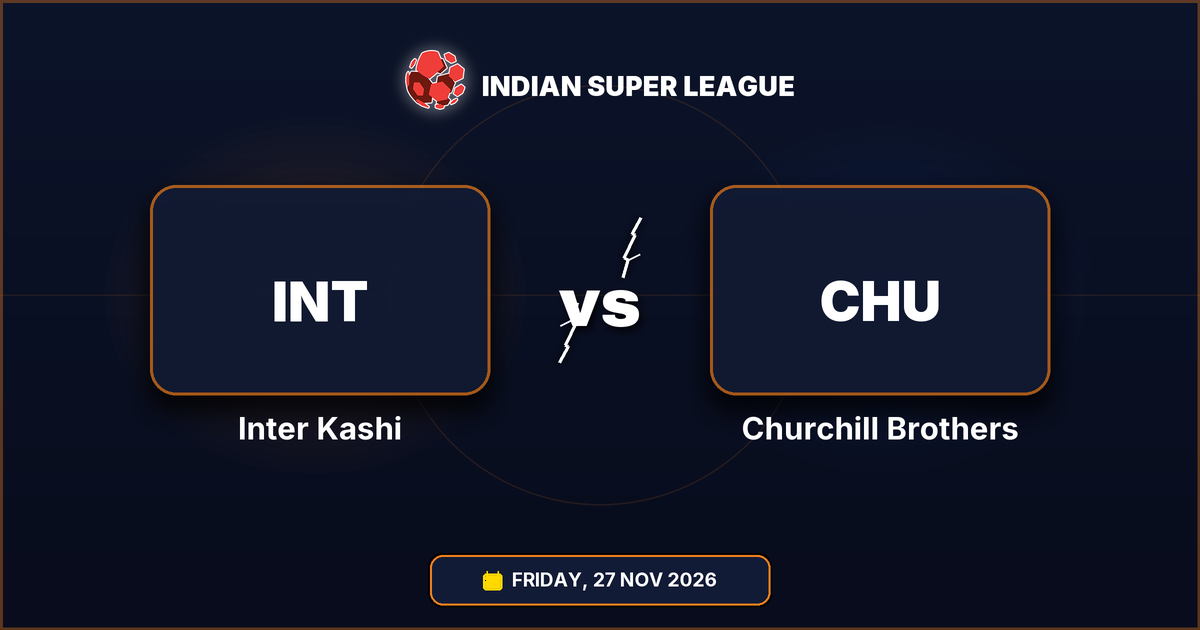 INDIAN SUPER LEAGUE
INT
vs
CHU
Inter Kashi
Churchill Brothers
FRIDAY, 27 NOV 2026